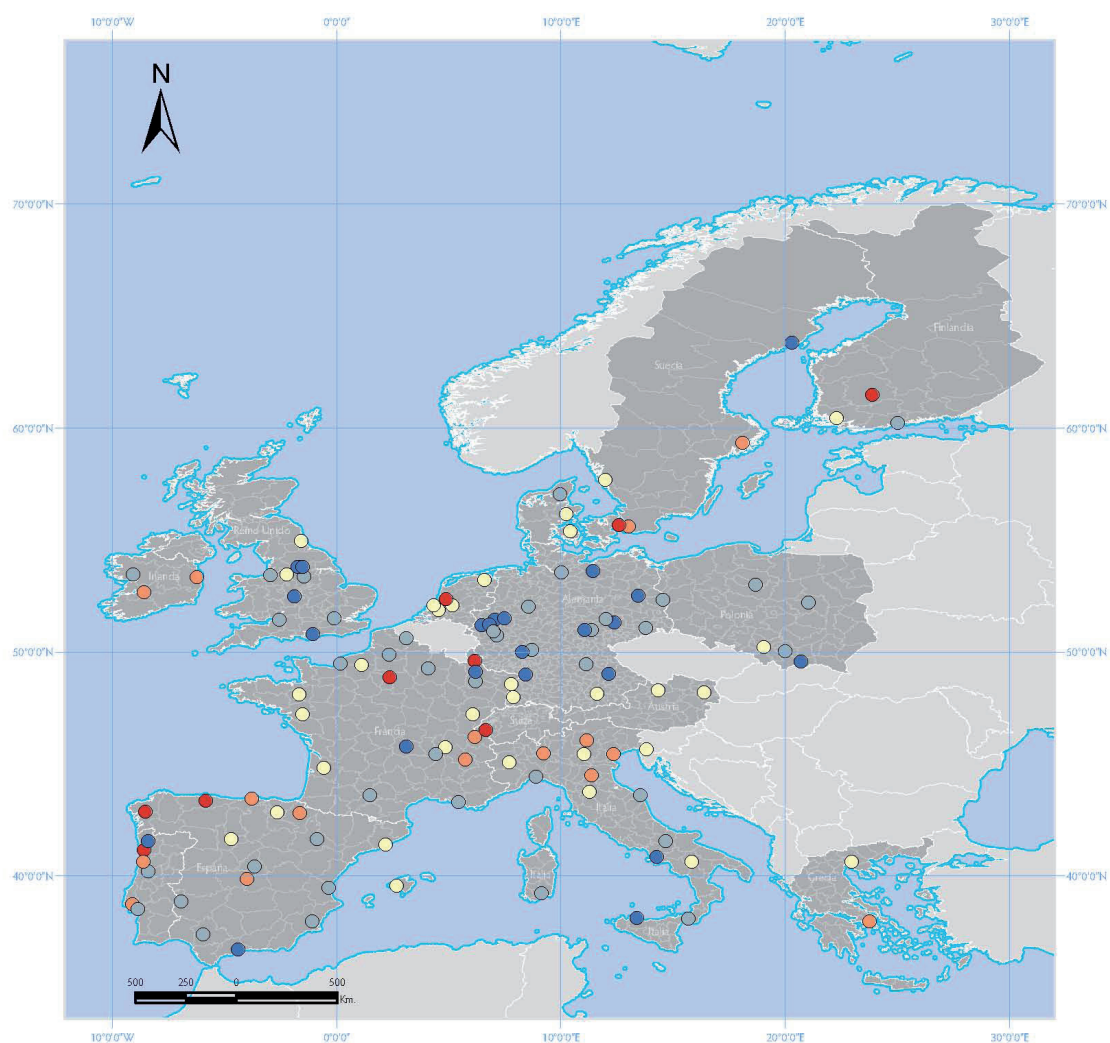 10°0'0"W 0°0'0" 10°0'0"E 20°0'0"E 30°0'0"E
N
70°0'0"N 70°0'0"N
Finlandia
Suecia
60°0'0"N 60°0'0"N
Reino Unido
Irlanda
Alemania
Polonia
50°0'0"N 50°0'0"N
Austria
Suiza
Francia
Italia
España
Italia
Grecia
40°0'0"N 40°0'0"N
Italia
500 250 0 500
Km.
10°0'0"W 0°0'0" 10°0'0"E 20°0'0"E 30°0'0"E